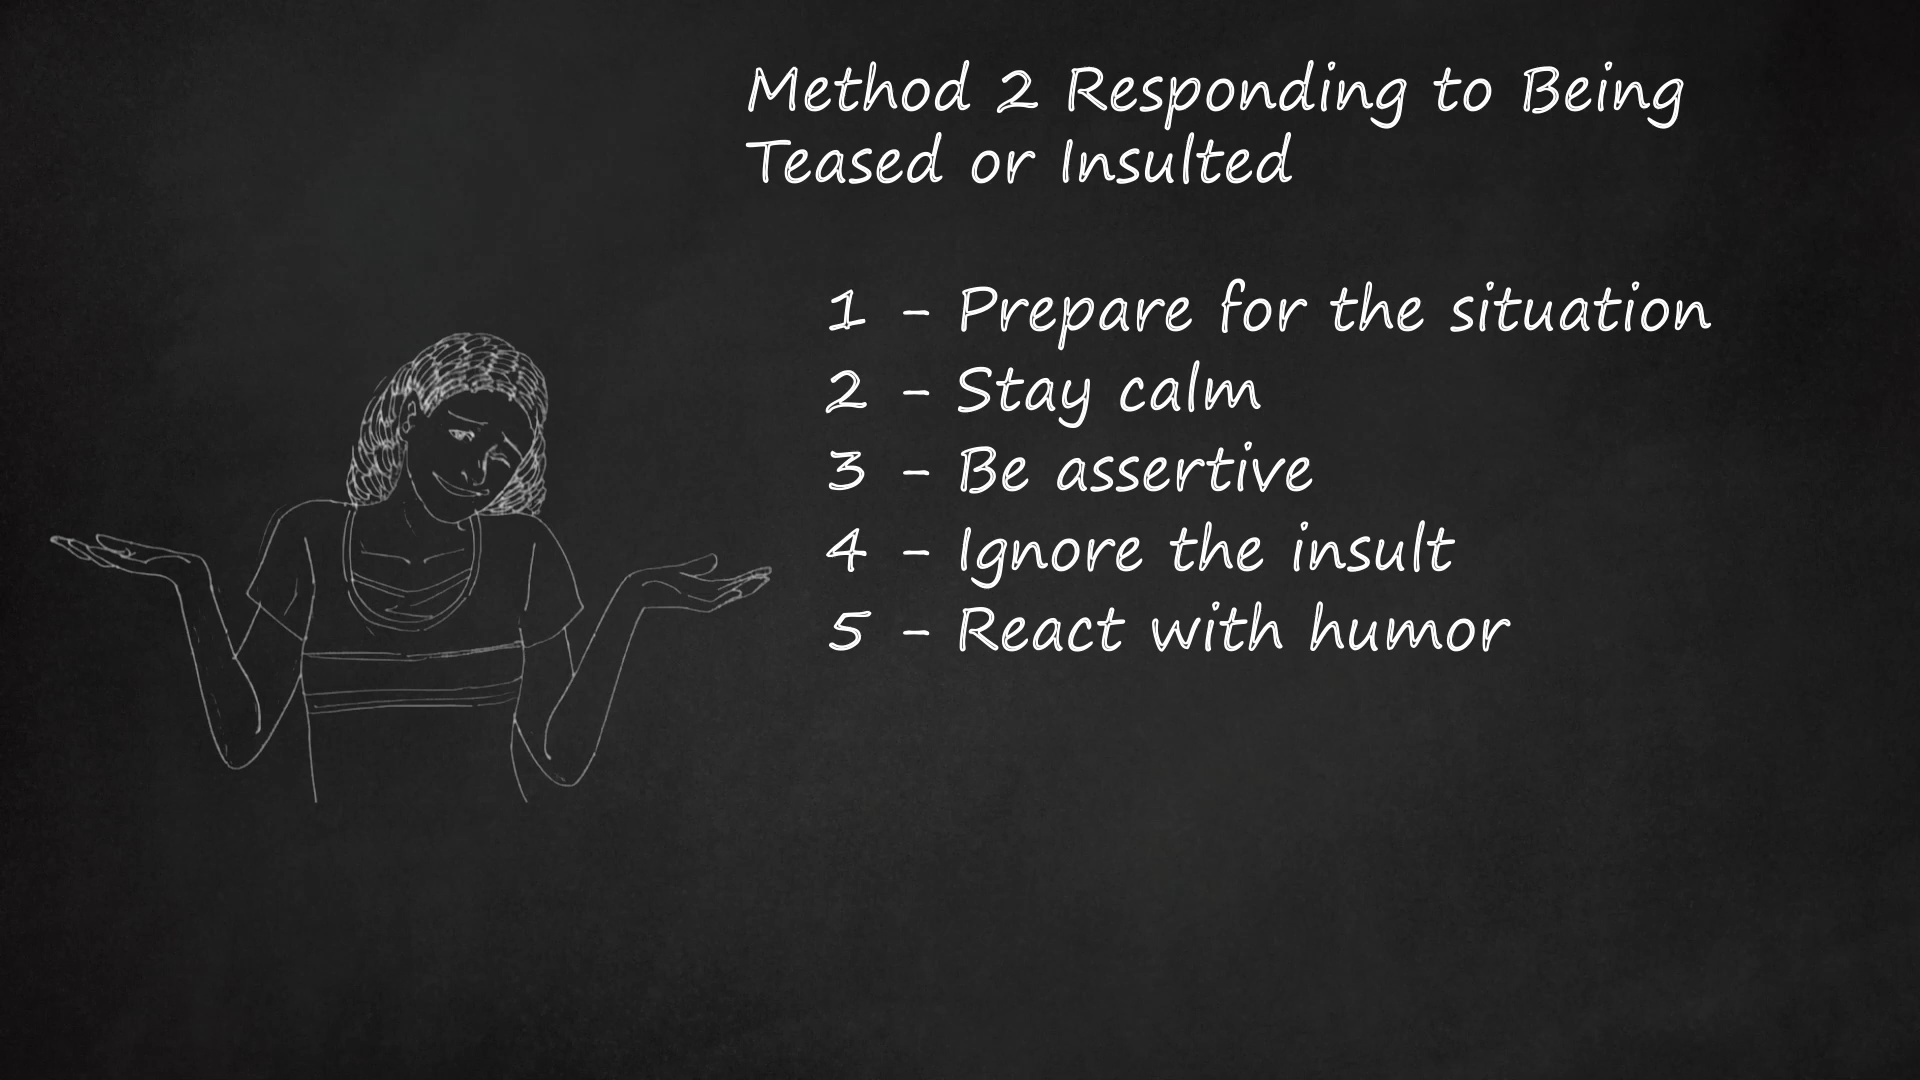 Method 2 Responding to Being
Teased or Insulted
1 - Prepare for the situation
2 - Stay calm
3 - Be assertive
4 - Ignore the insult
5 - React with humor